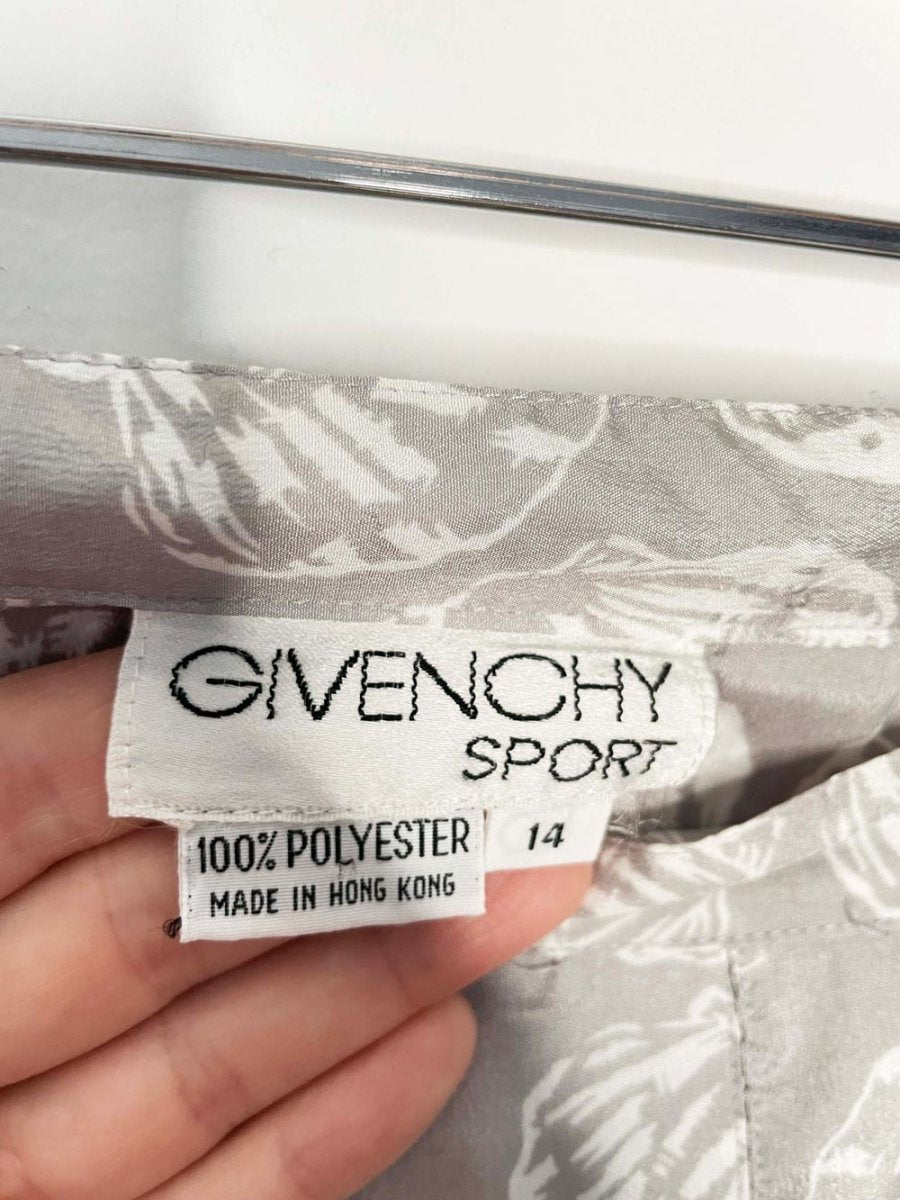 GIVENCHY
SPORT
100% POLYESTER
MADE IN HONG KONG
14